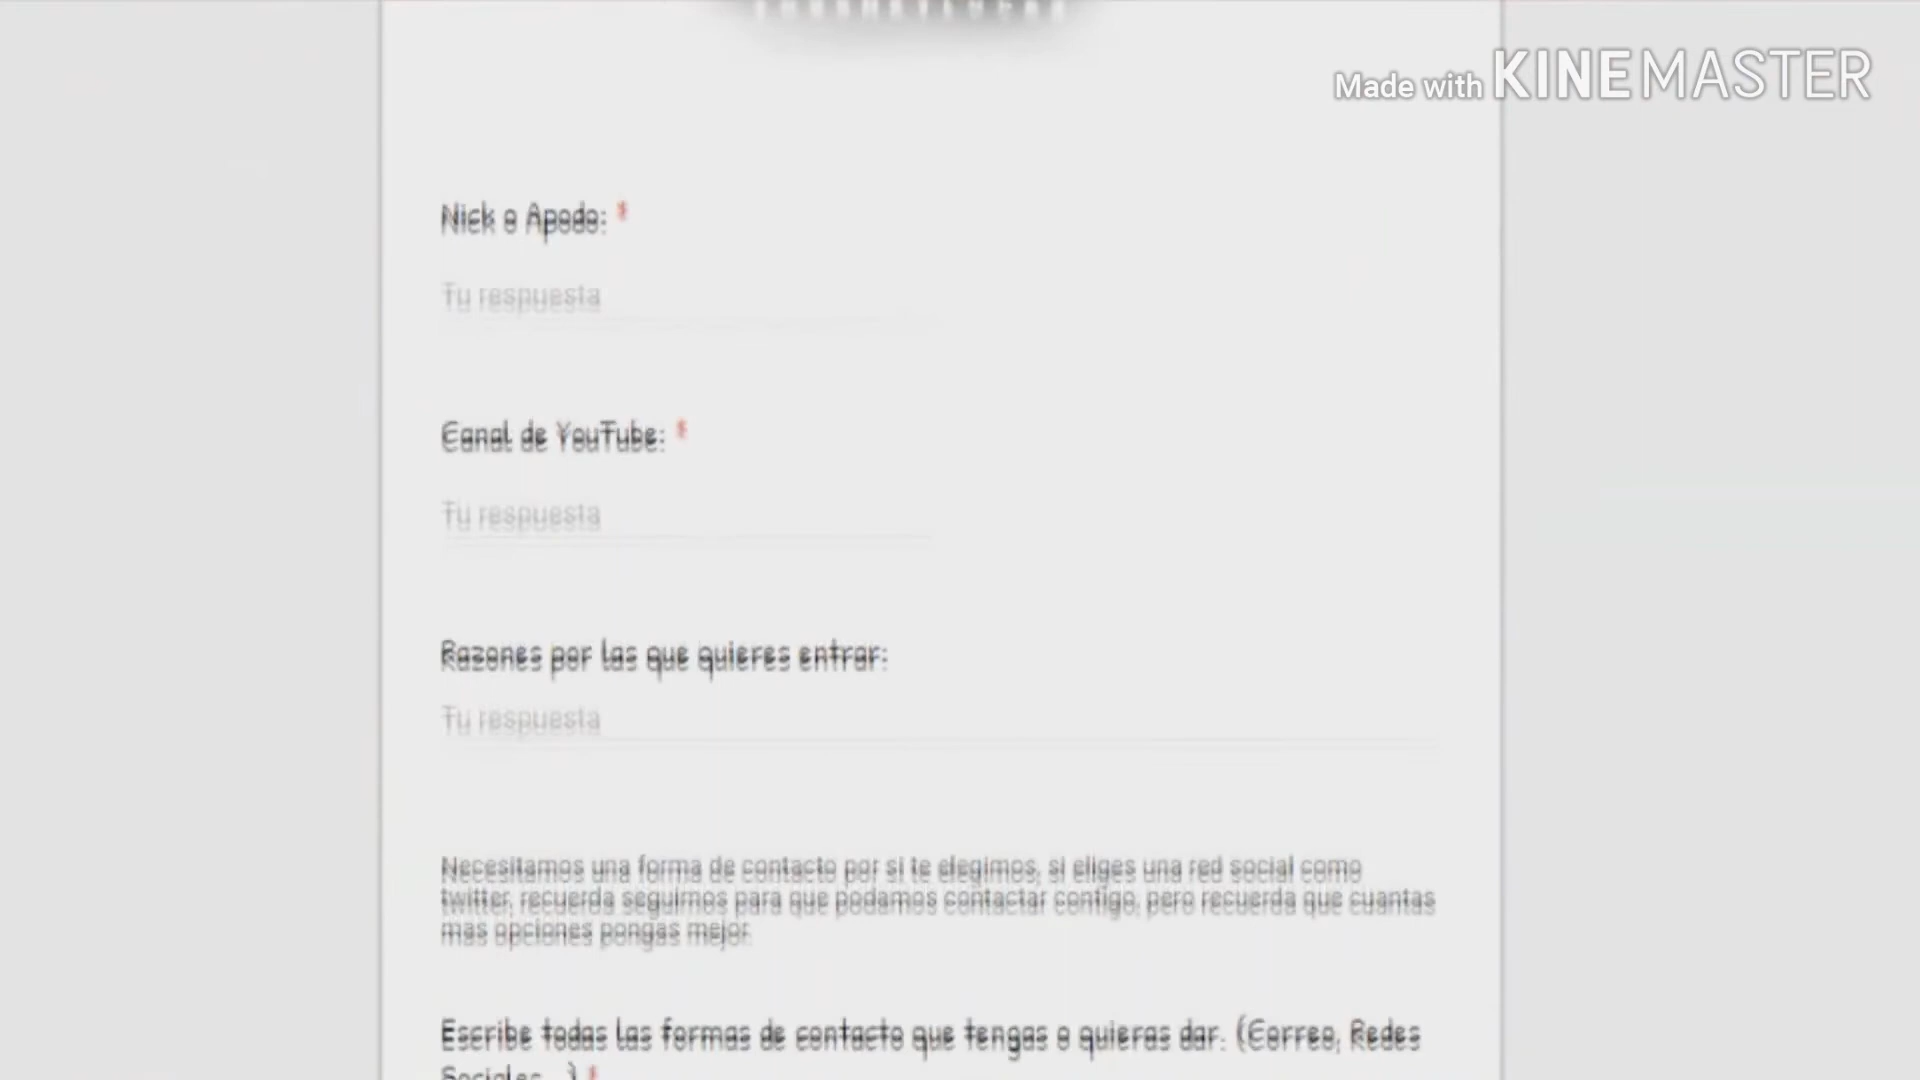 Made with KINEMASTER
Nick o Apodo: *
Tu respuesta
Canal de YouTube: *
Tu respuesta
Razones por las que quieres entrar:
Tu respuesta
Necesitamos una forma de contacto por si te elegimos, si eliges una red social como
twitter, recuerda seguirnos para que podamos contactar contigo, pero recuerda que cuantas
mas opciones pongas mejor.
Escribe todas las formas de contacto que tengas o quieras dar. (Correo, Redes
Sociales...) *